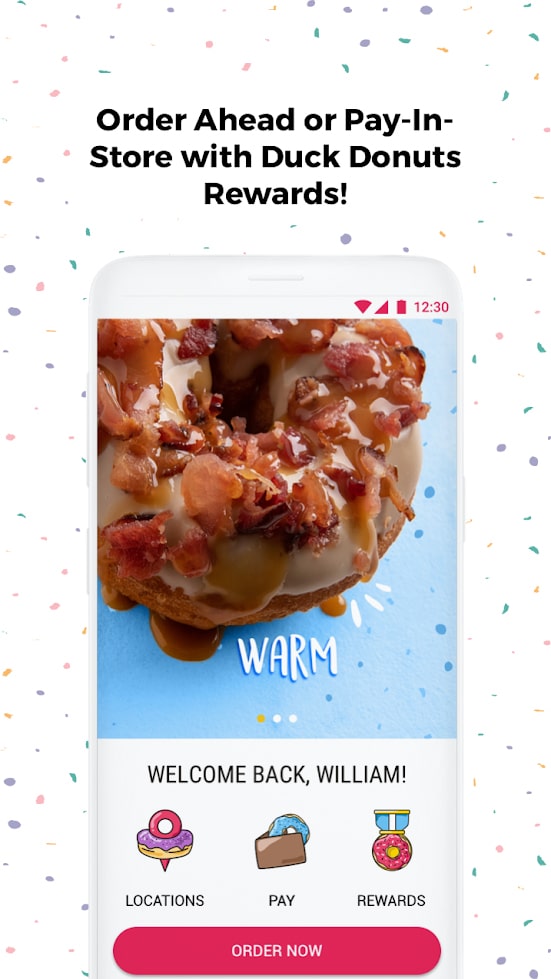 Order Ahead or Pay-In-
Store with Duck Donuts
Rewards!
12:30
WARM
WELCOME BACK, WILLIAM!
LOCATIONS PAY REWARDS
ORDER NOW